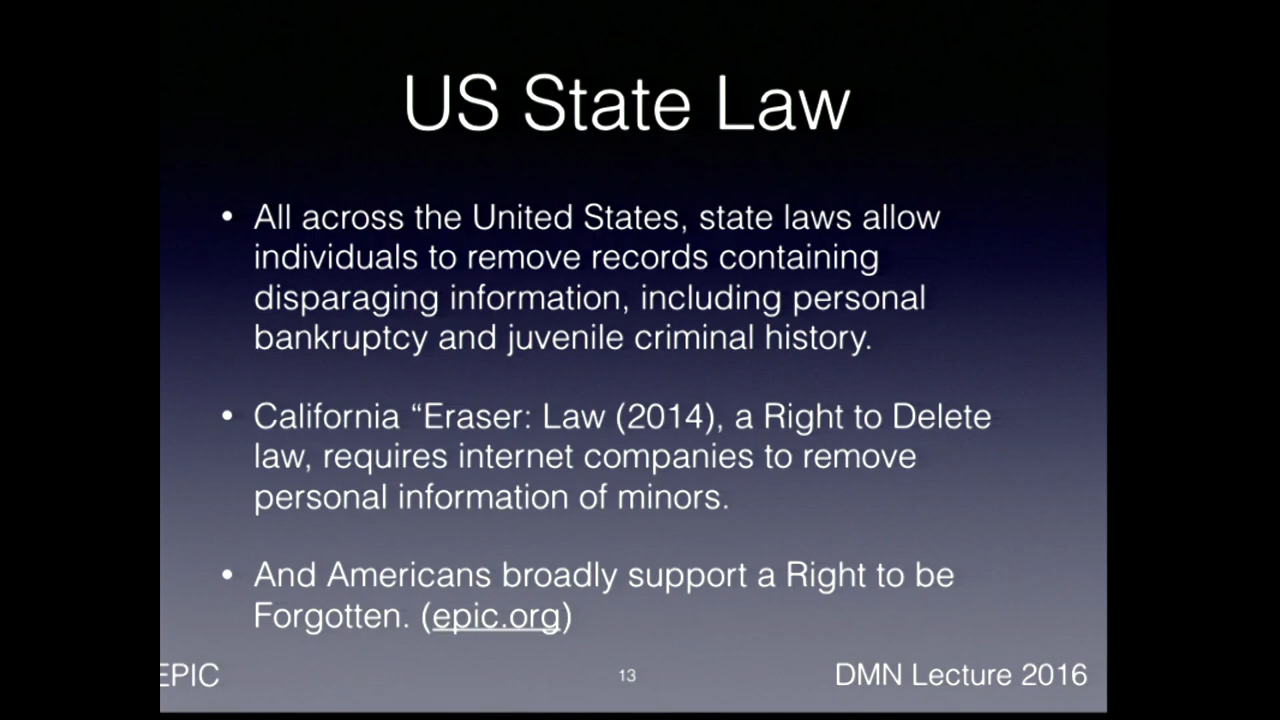 US State Law
• All across the United States, state laws allow
individuals to remove records containing
disparaging information, including personal
bankruptcy and juvenile criminal history.
• California “Eraser: Law (2014), a Right to Delete
law, requires internet companies to remove
personal information of minors.
• And Americans broadly support a Right to be
Forgotten. (epic.org)
EPIC
13
DMN Lecture 2016